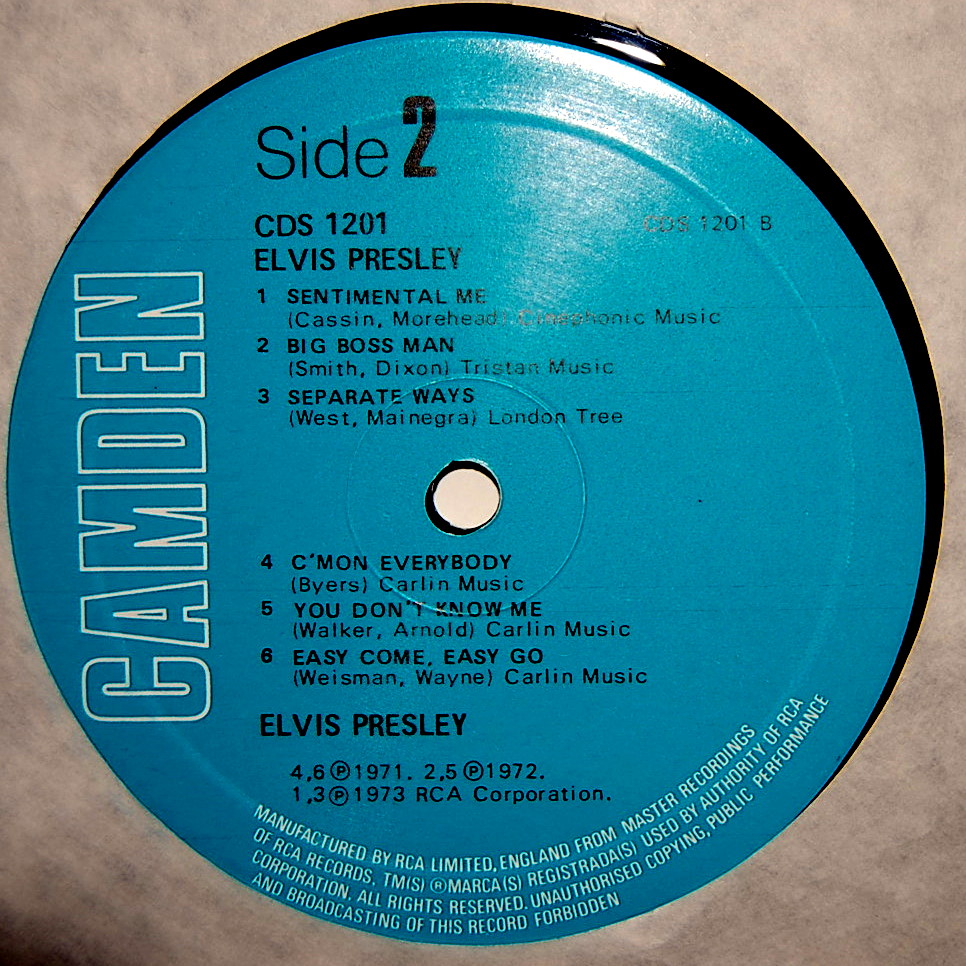 Side 2
CDS 1201
CDS 1201 B
ELVIS PRESLEY
1 SENTIMENTAL ME
(Cassin, Morehead) Cinephonic Music
2 BIG BOSS MAN
(Smith, Dixon) Tristan Music
3 SEPARATE WAYS
(West, Mainegra) London Tree
4 C'MON EVERYBODY
(Byers) Carlin Music
5 YOU DON'T KNOW ME
(Walker, Arnold) Carlin Music
6 EASY COME, EASY GO
(Weisman, Wayne) Carlin Music
ELVIS PRESLEY
4,6 ℗ 1971. 2,5 ℗ 1972.
1,3 ℗ 1973 RCA Corporation.
CAMDEN
MANUFACTURED BY RCA LIMITED, ENGLAND FROM MASTER RECORDINGS
OF RCA RECORDS. TM(S) ® MARCA(S) REGISTRADA(S) USED BY AUTHORITY OF RCA
CORPORATION. ALL RIGHTS RESERVED. UNAUTHORISED COPYING, PUBLIC PERFORMANCE
AND BROADCASTING OF THIS RECORD FORBIDDEN